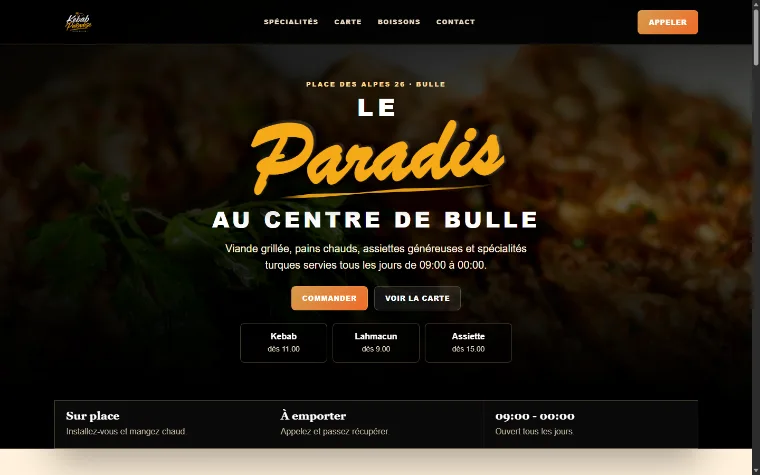 Kebab
Paradise
SPÉCIALITÉS CARTE BOISSONS CONTACT
APPELER
PLACE DES ALPES 26 · BULLE
LE
Paradis
AU CENTRE DE BULLE
Viande grillée, pains chauds, assiettes généreuses et spécialités
turques servies tous les jours de 09:00 à 00:00.
COMMANDER VOIR LA CARTE
Kebab Lahmacun Assiette
dès 11.00 dès 9.00 dès 15.00
Sur place À emporter 09:00 - 00:00
Installez-vous et mangez chaud. Appelez et passez récupérer. Ouvert tous les jours.